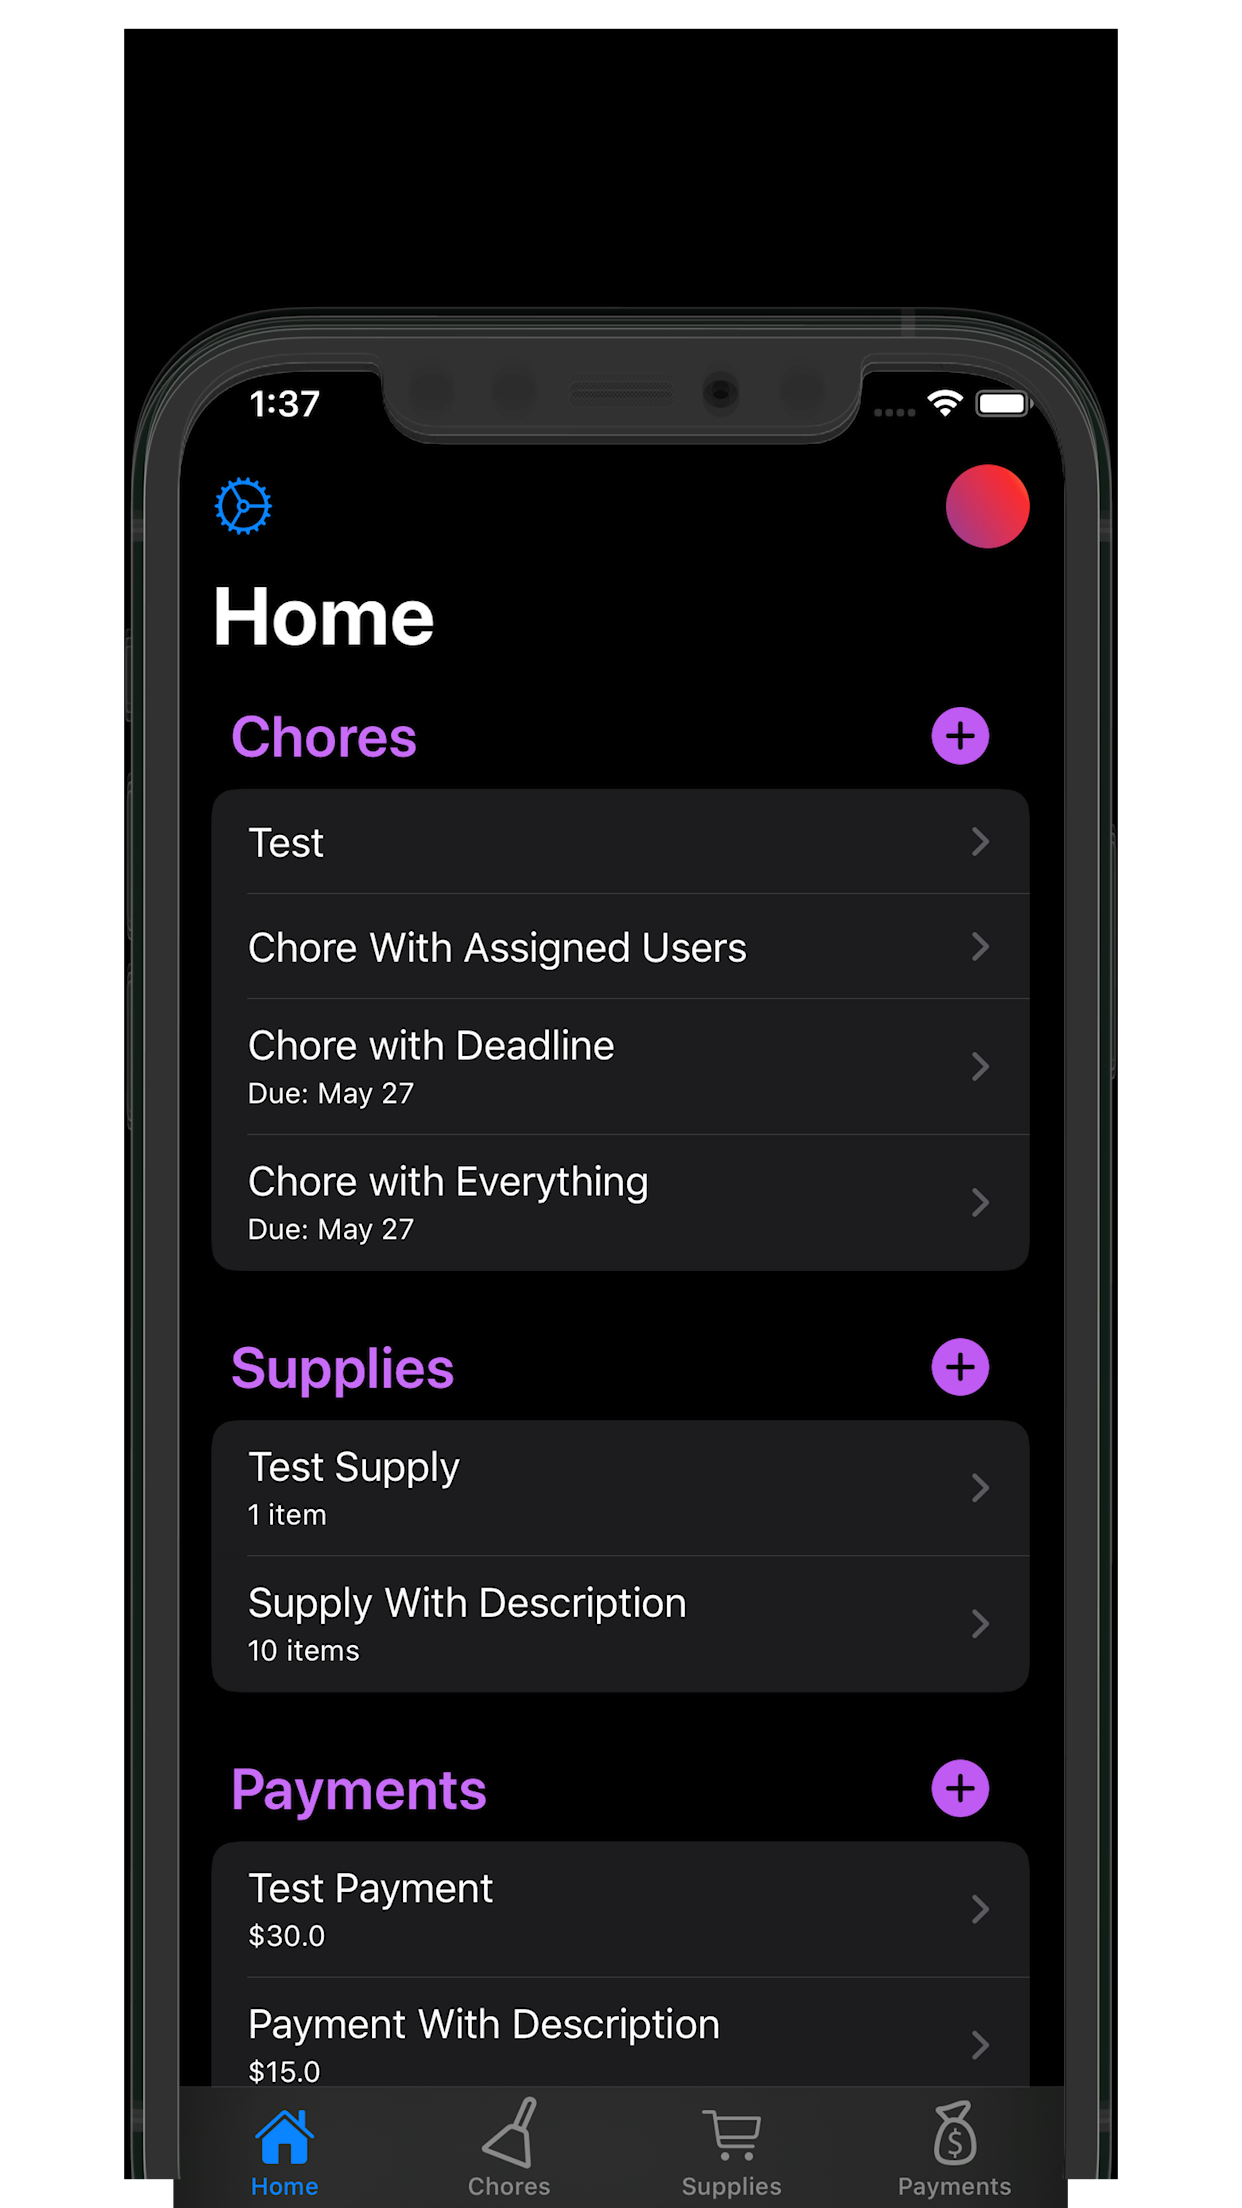 1:37
Home
Chores
Test
Chore With Assigned Users
Chore with Deadline
Due: May 27
Chore with Everything
Due: May 27
Supplies
Test Supply
1 item
Supply With Description
10 items
Payments
Test Payment
$30.0
Payment With Description
$15.0
$
Home Chores Supplies Payments